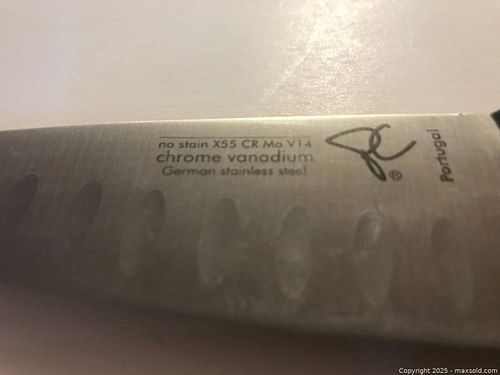 no stain X55 CR Mo V14
chrome vanadium
German stainless steel
®
Portugal
Copyright 2025 - maxsold.com